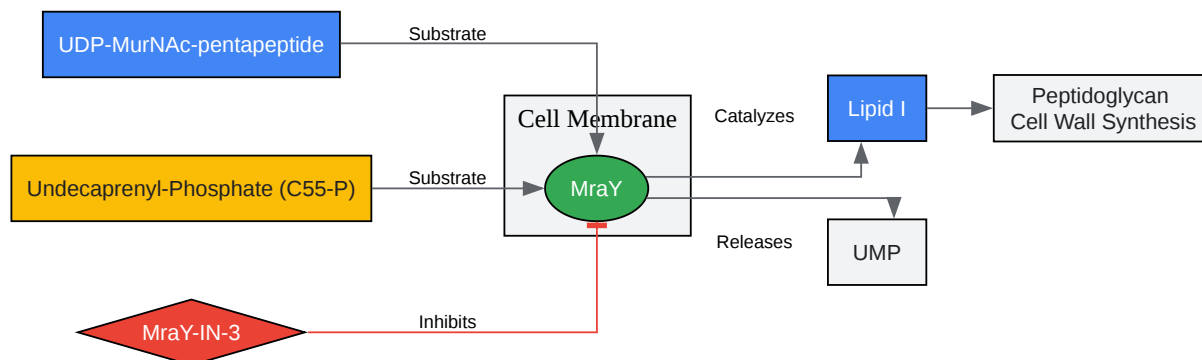 UDP-MurNAc-pentapeptide
Substrate
Cell Membrane
Catalyzes
Lipid I
Peptidoglycan
Cell Wall Synthesis
Undecaprenyl-Phosphate (C55-P)
Substrate
MraY
Releases
UMP
MraY-IN-3
Inhibits